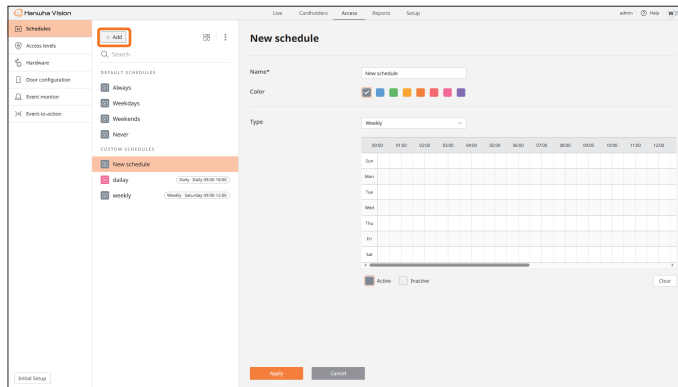 Hanwha Vision
Live Cardholders Access Reports Setup
admin Help W
Schedules
Access levels
Hardware
Door configuration
Event monitor
Event-to-action
Initial Setup
+ Add
Search
DEFAULT SCHEDULES
Always
Weekdays
Weekends
Never
CUSTOM SCHEDULES
New schedule
dailay Daily Daily 09:00-18:00
weekly Weekly Saturday 09:00-12:00
New schedule
Name* New schedule
Color
Type Weekly
00:00 01:00 02:00 03:00 04:00 05:00 06:00 07:00 08:00 09:00 10:00 11:00 12:00
Sun
Mon
Tue
Wed
Thu
Fri
Sat
Active Inactive Clear
Apply Cancel